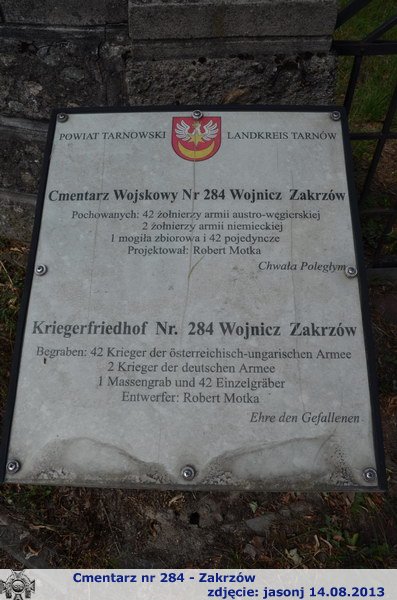 POWIAT TARNOWSKI LANDKREIS TARNÓW
Cmentarz Wojskowy Nr 284 Wojnicz Zakrzów
Pochowanych: 42 żołnierzy armii austro-węgierskiej
2 żołnierzy armii niemieckiej
1 mogiła zbiorowa i 42 pojedyncze
Projektował: Robert Motka
Chwała Poległym
Kriegerfriedhof Nr. 284 Wojnicz Zakrzów
Begraben: 42 Krieger der österreichisch-ungarischen Armee
2 Krieger der deutschen Armee
1 Massengrab und 42 Einzelgräber
Entwerfer: Robert Motka
Ehre den Gefallenen
Cmentarz nr 284 - Zakrzów
zdjęcie: jasonj 14.08.2013